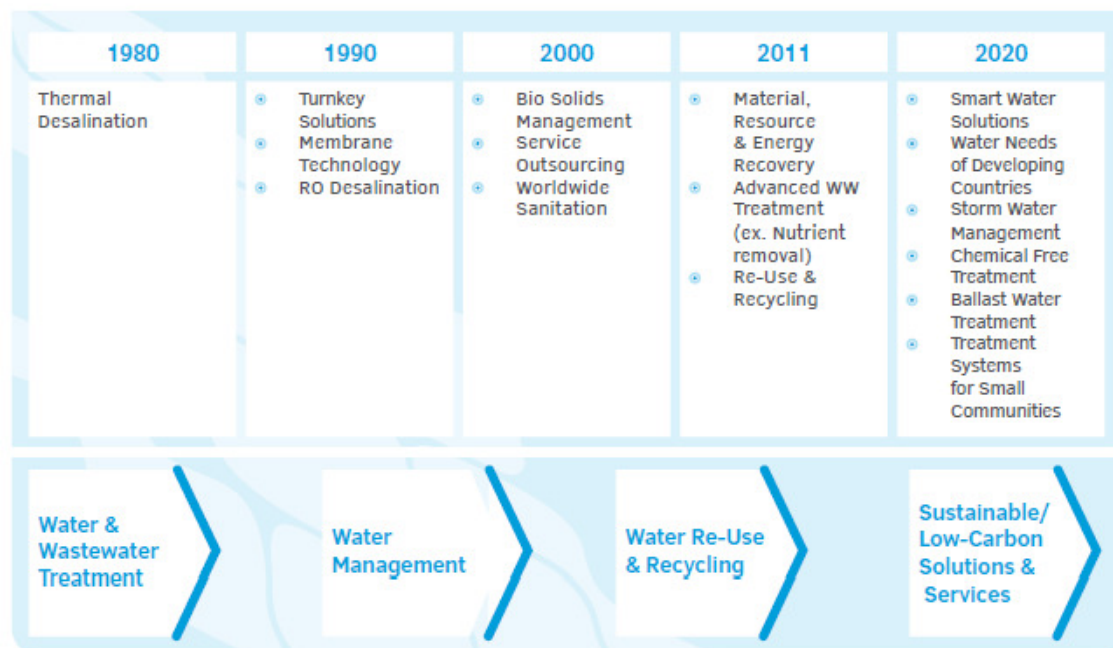 1980
Thermal
Desalination
1990
Turnkey
Solutions
Membrane
Technology
RO Desalination
2000
Bio Solids
Management
Service
Outsourcing
Worldwide
Sanitation
2011
Material,
Resource
& Energy
Recovery
Advanced WW
Treatment
(ex. Nutrient
removal)
Re-Use &
Recycling
2020
Smart Water
Solutions
Water Needs
of Developing
Countries
Storm Water
Management
Chemical Free
Treatment
Ballast Water
Treatment
Treatment
Systems
for Small
Communities
Water &
Wastewater
Treatment
Water
Management
Water Re-Use
& Recycling
Sustainable/
Low-Carbon
Solutions &
Services